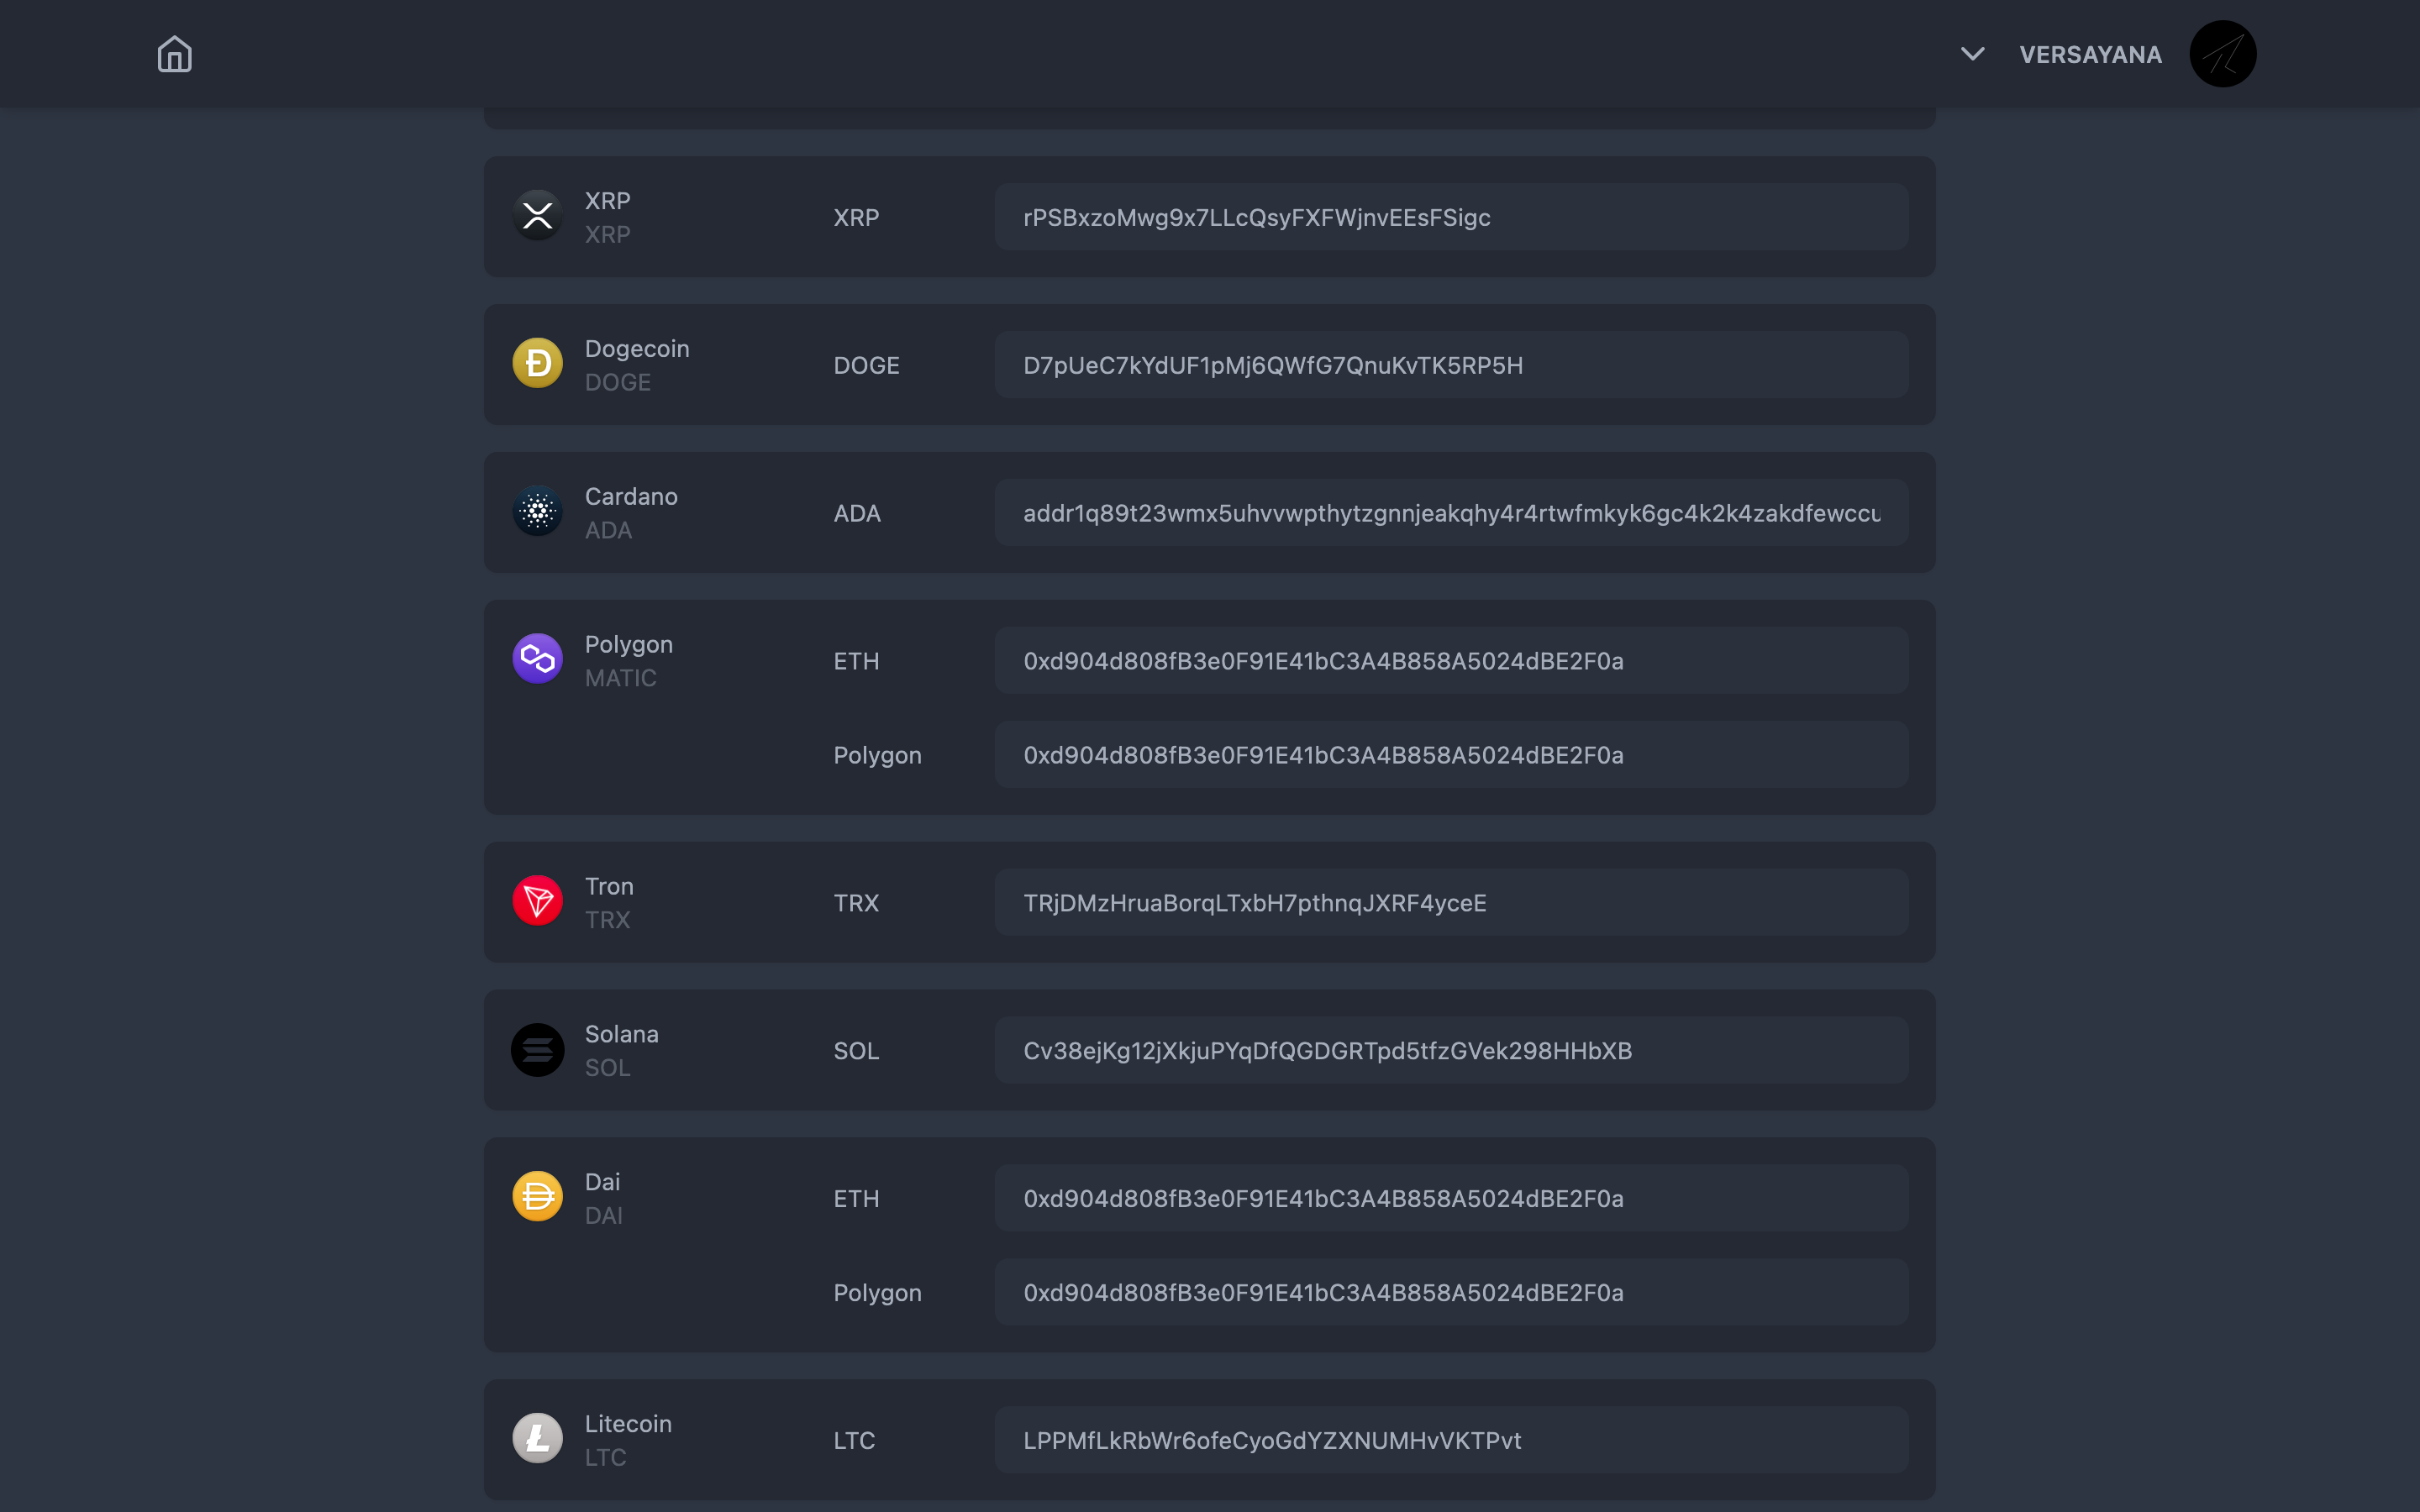 VERSAYANA
XRP
XRP
XRP
rPSBxzoMwg9x7LLcQsyFXFWjnvEEsFSigc
Dogecoin
DOGE
DOGE
D7pUeC7kYdUF1pMj6QWfG7QnuKvTK5RP5H
Cardano
ADA
ADA
addr1q89t23wmx5uhvvwpthytzgnnjeakqhy4r4rtwfmkyk6gc4k2k4zakdfewccu
Polygon
MATIC
ETH
0xd904d808fB3e0F91E41bC3A4B858A5024dBE2F0a
Polygon
0xd904d808fB3e0F91E41bC3A4B858A5024dBE2F0a
Tron
TRX
TRX
TRjDMzHruaBorqLTxbH7pthnqJXRF4yceE
Solana
SOL
SOL
Cv38ejKg12jXkjuPYqDfQGDGRTpd5tfzGVek298HHbXB
Dai
DAI
ETH
0xd904d808fB3e0F91E41bC3A4B858A5024dBE2F0a
Polygon
0xd904d808fB3e0F91E41bC3A4B858A5024dBE2F0a
Litecoin
LTC
LTC
LPPMfLkRbWr6ofeCyoGdYZXNUMHvVKTPvt